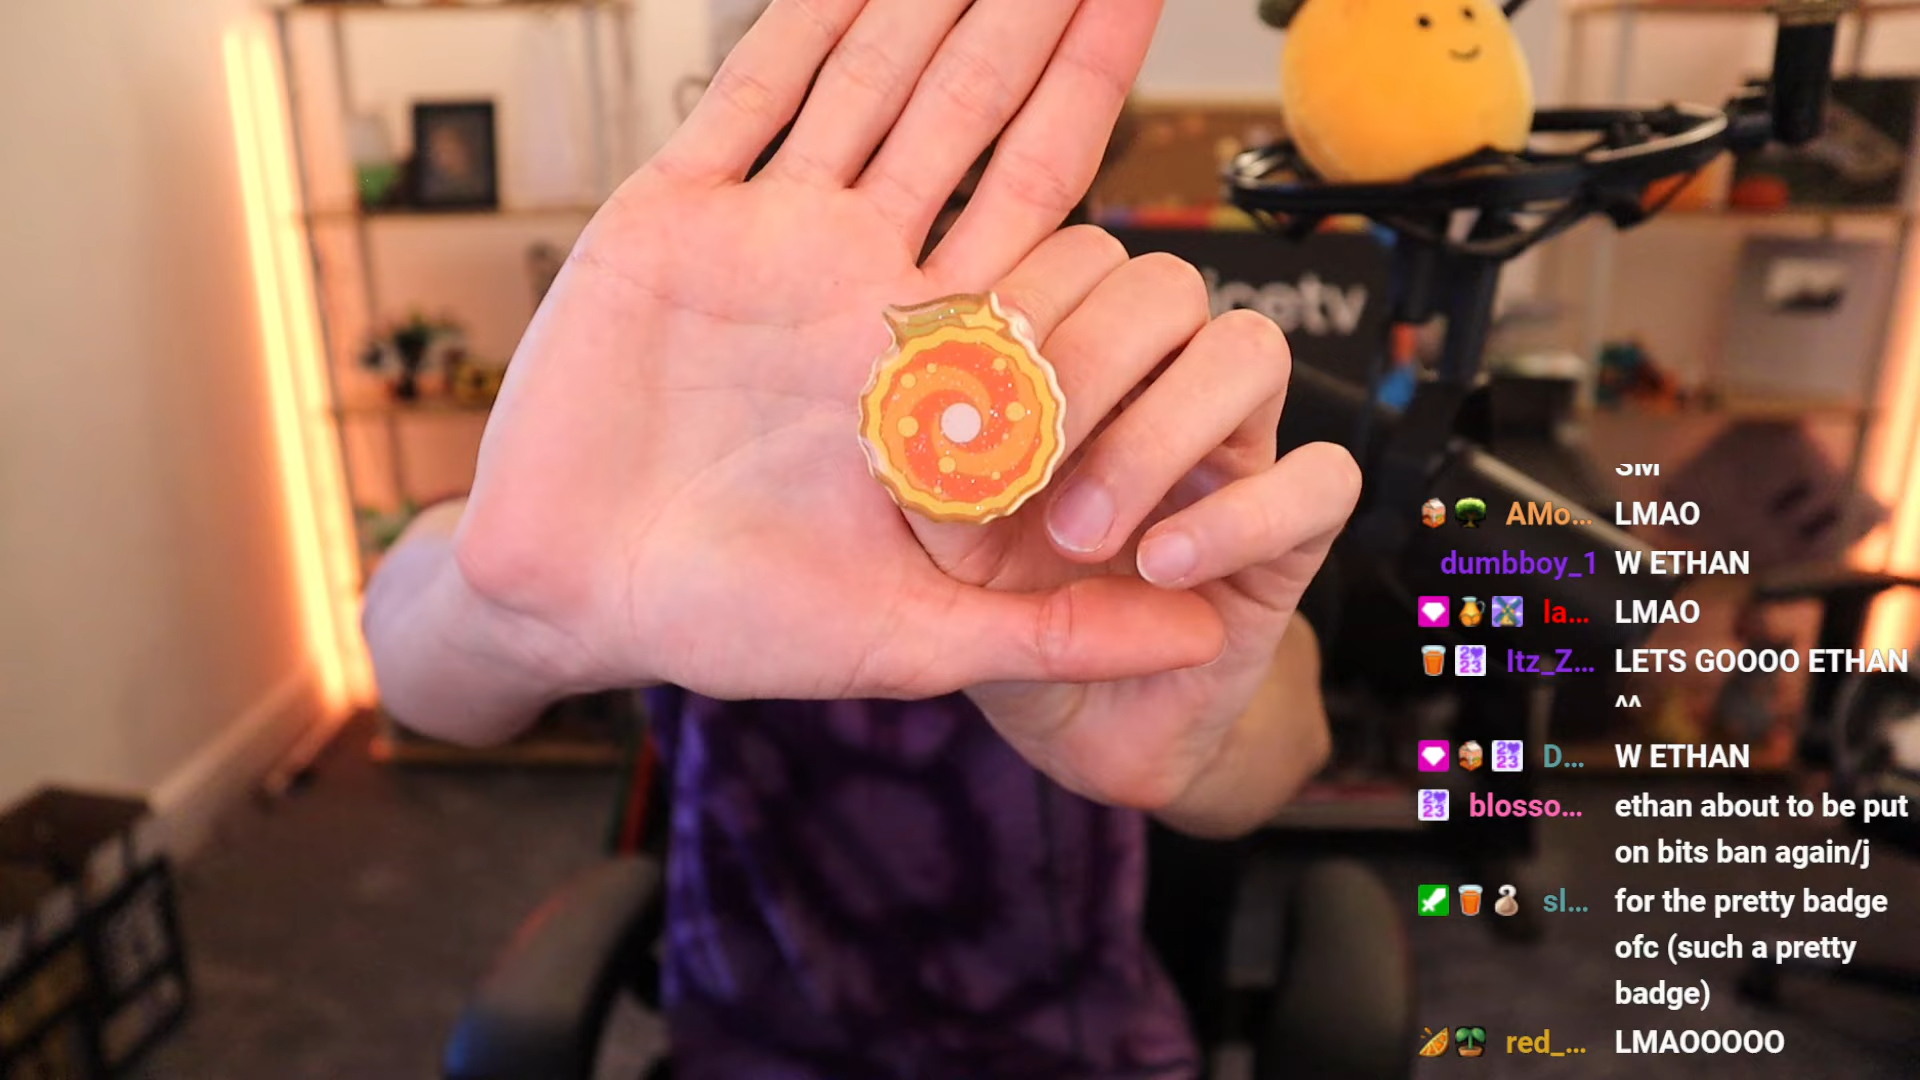 icetv
AMo... LMAO
dumbboy_1 W ETHAN
la... LMAO
Itz_Z... LETS GOOOO ETHAN
^^
D... W ETHAN
blosso... ethan about to be put
on bits ban again/j
sl... for the pretty badge
ofc (such a pretty
badge)
red_... LMAOOOOO